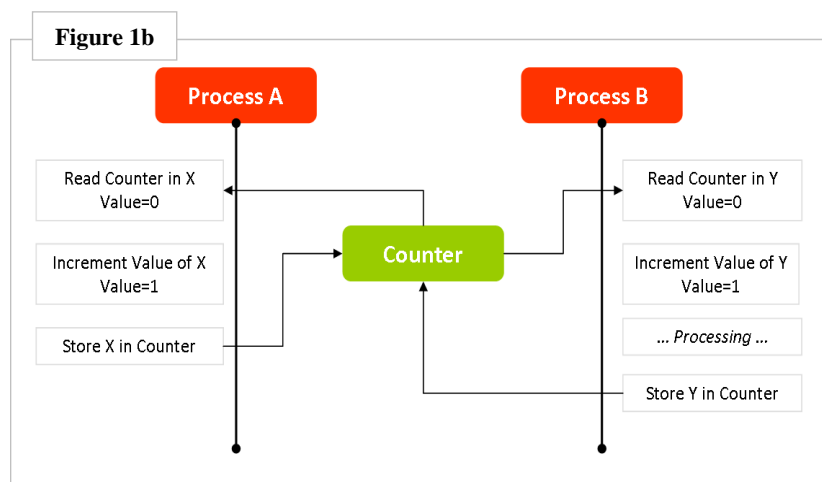 Figure 1b
Process A
Process B
Read Counter in X
Value=0
Read Counter in Y
Value=0
Counter
Increment Value of X
Value=1
Increment Value of Y
Value=1
Store X in Counter
... Processing ...
Store Y in Counter